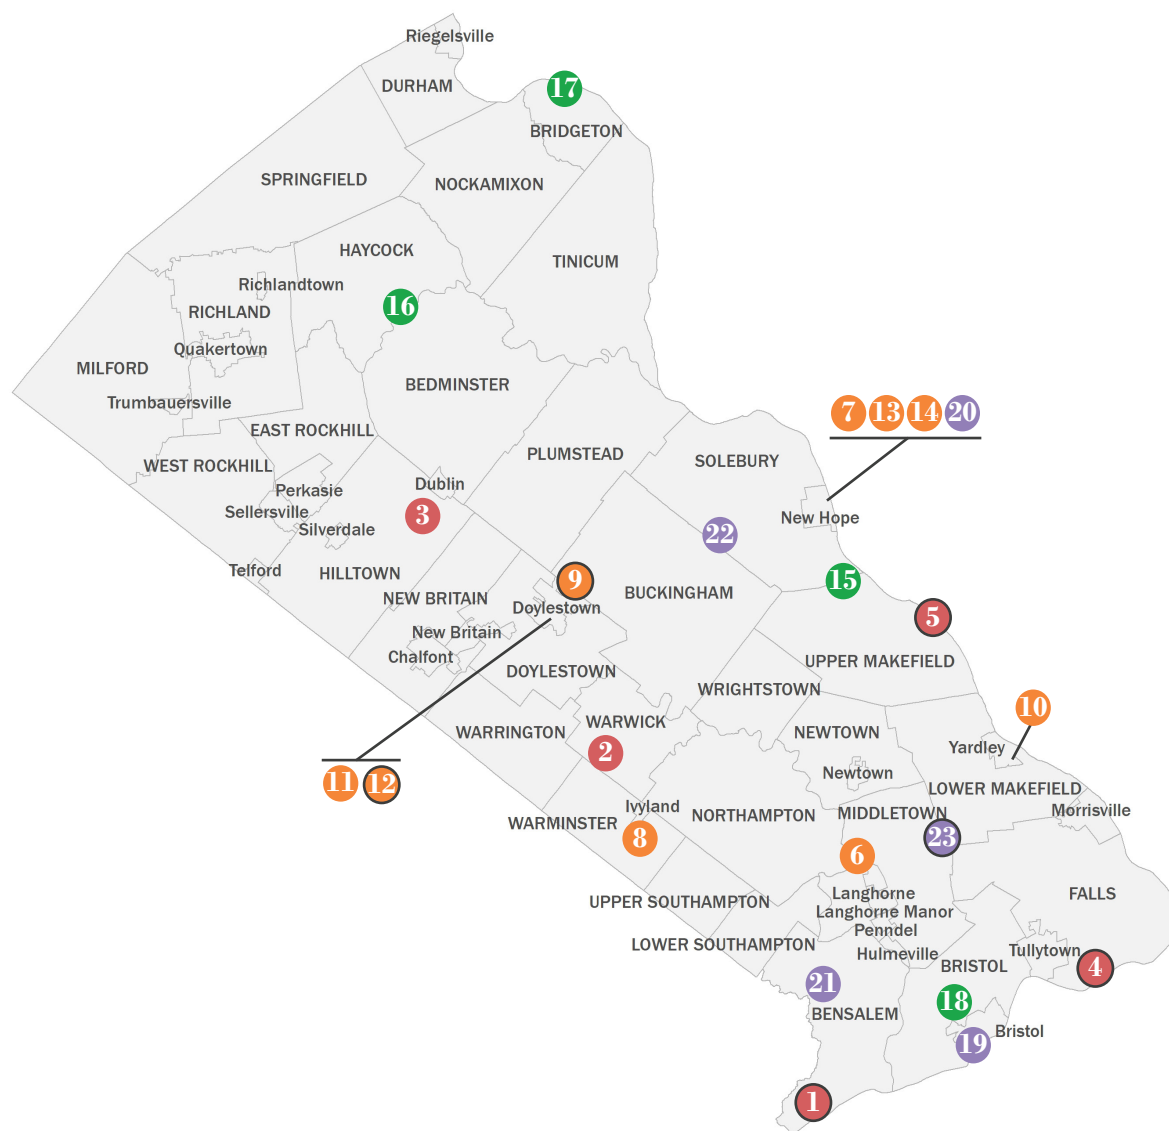 Riegelsville
DURHAM
17
BRIDGETON
SPRINGFIELD
NOCKAMIXON
HAYCOCK
TINICUM
Richlandtown
16
RICHLAND
Quakertown
MILFORD
BEDMINSTER
Trumbauersville
7 13 14 20
EAST ROCKHILL
PLUMSTEAD
SOLEBURY
WEST ROCKHILL
Dublin
Perkasie
Sellersville
3
New Hope
Silverdale
22
Telford
HILLTOWN
9
15
BUCKINGHAM
NEW BRITAIN
Doylestown
5
New Britain
Chalfont
UPPER MAKEFIELD
DOYLESTOWN
WRIGHTSTOWN
10
WARWICK
WARRINGTON
NEWTOWN
2
Yardley
Newtown
11 12
LOWER MAKEFIELD
Ivyland
Morrisville
NORTHAMPTON
MIDDLETOWN
WARMINSTER
8
23
6
Langhorne
FALLS
UPPER SOUTHAMPTON
Langhorne Manor
Penndel
LOWER SOUTHAMPTON
Hulmeville
Tullytown
BRISTOL
4
21
18
BENSALEM
Bristol
19
1